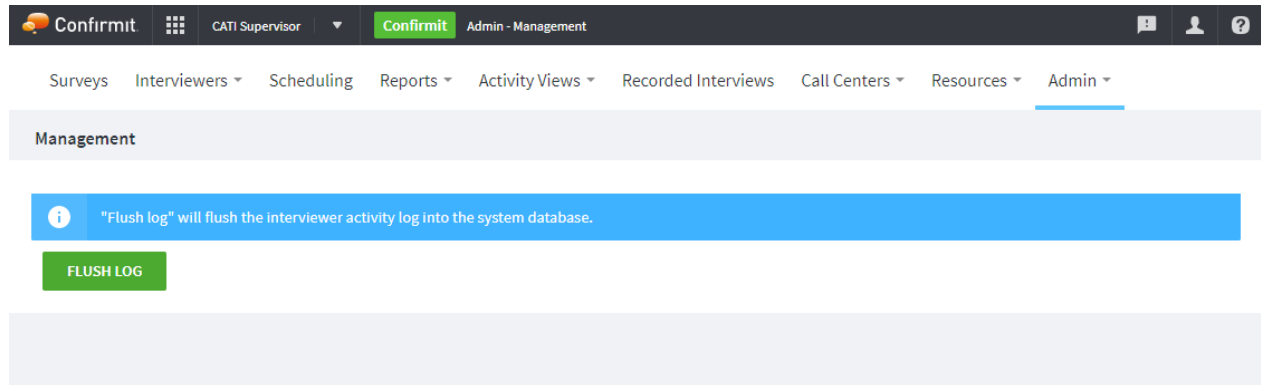 Confirmit CATI Supervisor Confirmit Admin - Management
Surveys Interviewers Scheduling Reports Activity Views Recorded Interviews Call Centers Resources Admin
Management
"Flush log" will flush the interviewer activity log into the system database.
FLUSH LOG